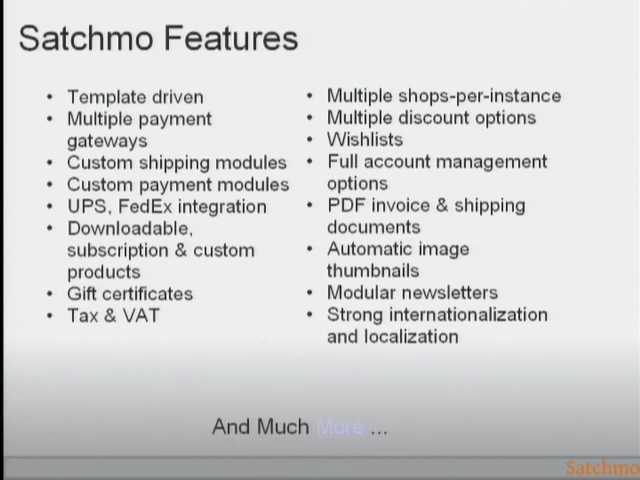 Satchmo Features
• Template driven
• Multiple payment
gateways
• Custom shipping modules
• Custom payment modules
• UPS, FedEx integration
• Downloadable,
subscription & custom
products
• Gift certificates
• Tax & VAT
• Multiple shops-per-instance
• Multiple discount options
• Wishlists
• Full account management
options
• PDF invoice & shipping
documents
• Automatic image
thumbnails
• Modular newsletters
• Strong internationalization
and localization
And Much More ...
Satchmo